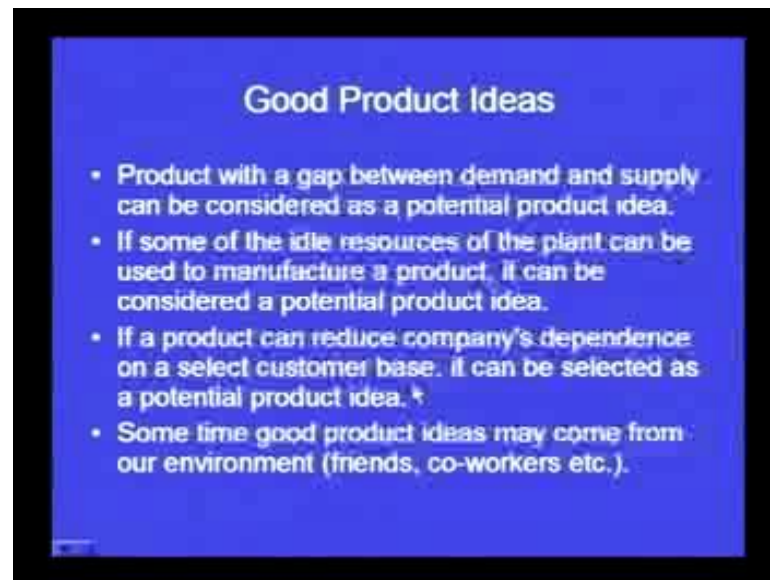 Good Product Ideas
• Product with a gap between demand and supply
can be considered as a potential product idea.
• If some of the idle resources of the plant can be
used to manufacture a product, it can be
considered a potential product idea.
• If a product can reduce company's dependence
on a select customer base, it can be selected as
a potential product idea.
• Some time good product ideas may come from
our environment (friends, co-workers etc.).